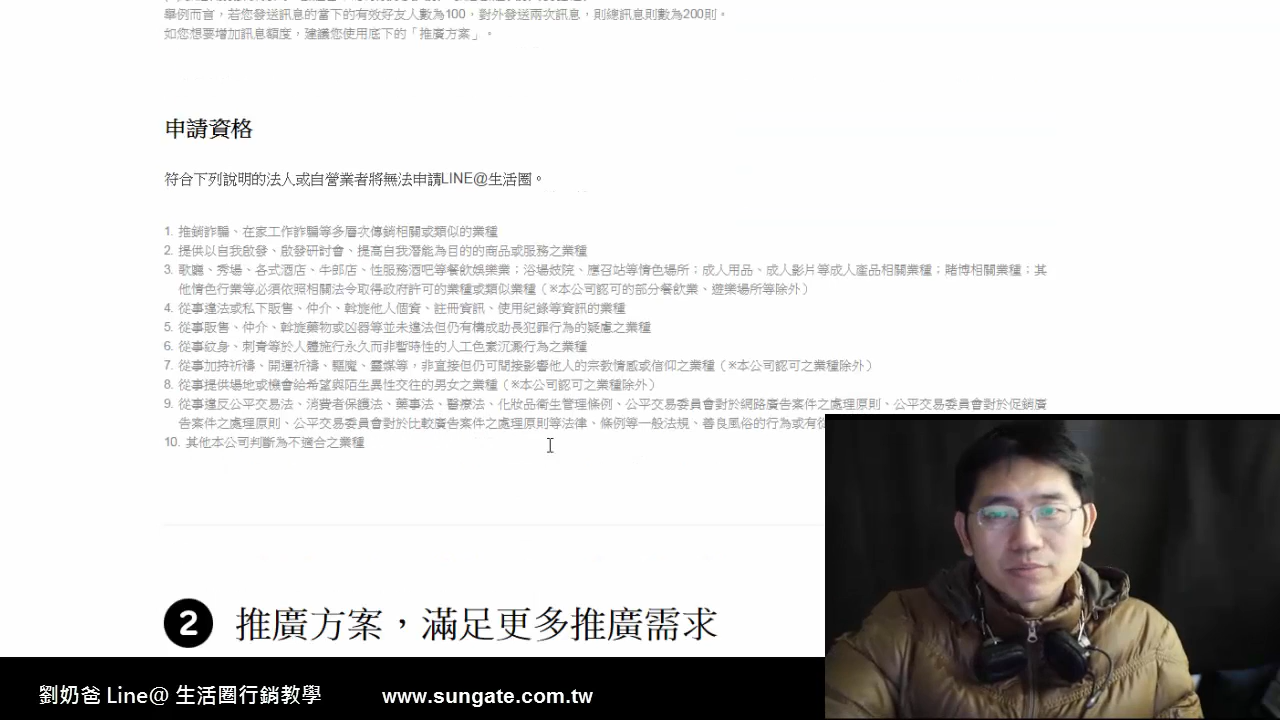 舉例而言，若您發送訊息的當下的有效好友人數為100，對外發送兩次訊息，則總訊息則數為200則。
如您想要增加訊息額度，建議您使用底下的「推廣方案」。
申請資格
符合下列說明的法人或自營業者將無法申請LINE@生活圈。
1. 推銷詐騙、在家工作詐騙等多層次傳銷相關或類似的業種
2. 提供以自我啟發、啟發研討會、提高自我潛能為目的的商品或服務之業種
3. 歌廳、秀場、各式酒店、牛郎店、性服務酒吧等餐飲娛樂業；浴場妓院、應召站等情色場所；成人用品、成人影片等成人產品相關業種；賭博相關業種；其
他情色行業等必須依照相關法令取得政府許可的業種或類似業種（※本公司認可的部分餐飲業、遊樂場所等除外）
4. 從事違法或私下販售、仲介、斡旋他人個資、註冊資訊、使用紀錄等資訊的業種
5. 從事販售、仲介、斡旋藥物或凶器等並未違法但仍有構成助長犯罪行為的疑慮之業種
6. 從事紋身、刺青等於人體施行永久而非暫時性的人工色素沉澱行為之業種
7. 從事加持祈禱、開運祈禱、驅魔、靈媒等，非直接但仍可間接影響他人的宗教情感或信仰之業種（※本公司認可之業種除外）
8. 從事提供場地或機會給希望與陌生異性交往的男女之業種（※本公司認可之業種除外）
9. 從事違反公平交易法、消費者保護法、藥事法、醫療法、化妝品衛生管理條例、公平交易委員會對於網路廣告案件之處理原則、公平交易委員會對於促銷廣
告案件之處理原則、公平交易委員會對於比較廣告案件之處理原則等法律、條例等一般法規、善良風俗的行為或有從
10. 其他本公司判斷為不適合之業種
2 推廣方案，滿足更多推廣需求
劉奶爸 Line@ 生活圈行銷教學 www.sungate.com.tw